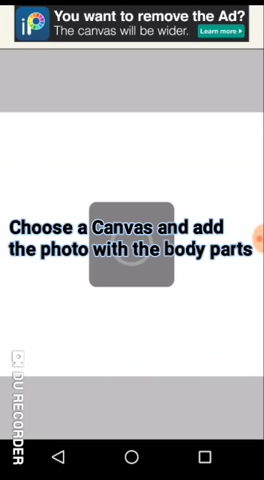 iP
You want to remove the Ad?
The canvas will be wider.
Learn more
Choose a Canvas and add
the photo with the body parts
DU RECORDER